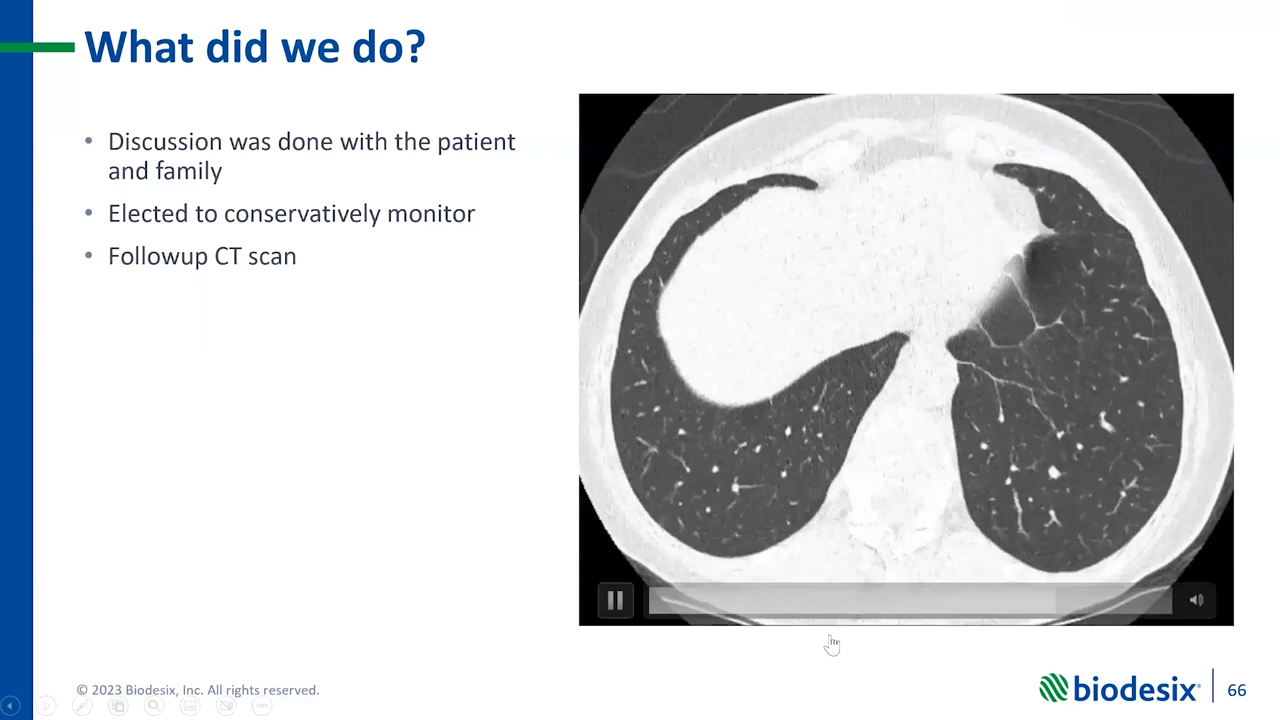 What did we do?
• Discussion was done with the patient
and family
• Elected to conservatively monitor
• Followup CT scan
© 2023 Biodesix, Inc. All rights reserved.
biodesix®
66